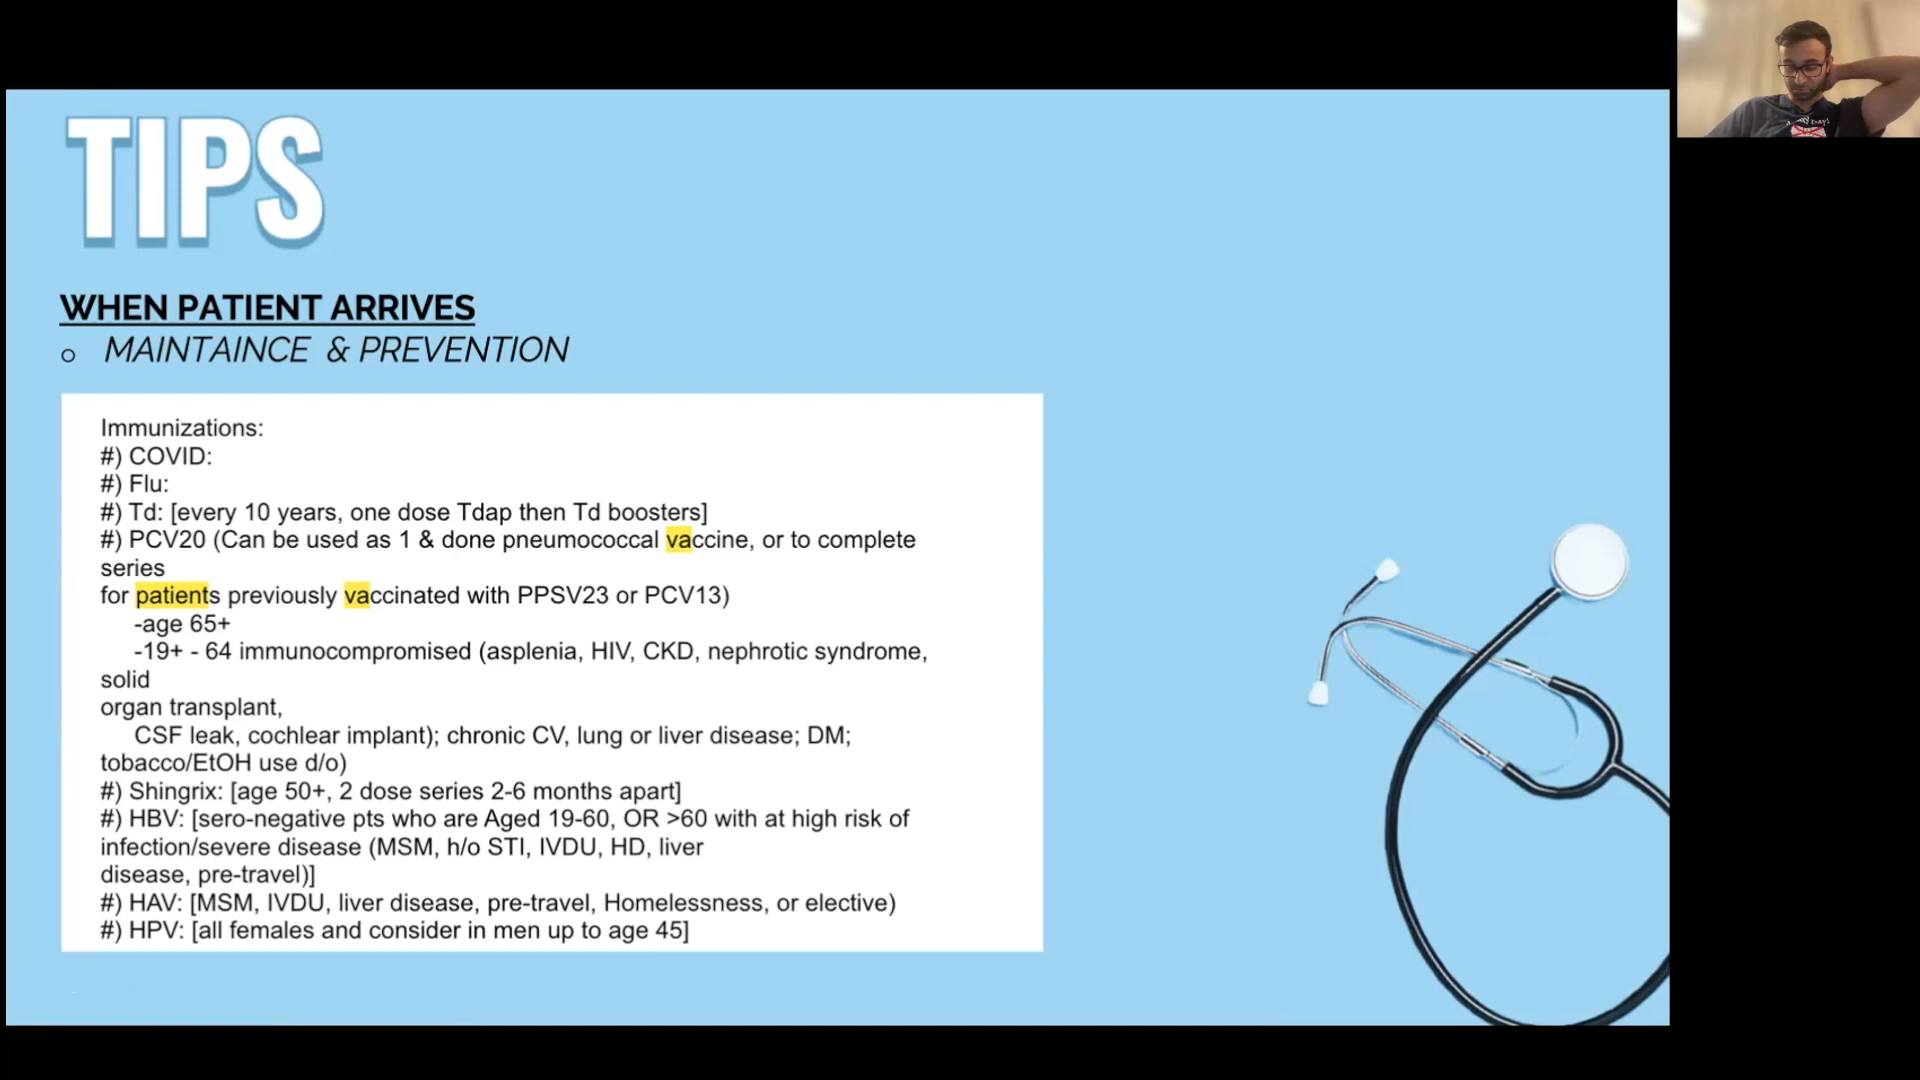 TIPS
WHEN PATIENT ARRIVES
o MAINTAINCE & PREVENTION
Immunizations:
#) COVID:
#) Flu:
#) Td: [every 10 years, one dose Tdap then Td boosters]
#) PCV20 (Can be used as 1 & done pneumococcal vaccine, or to complete
series
for patients previously vaccinated with PPSV23 or PCV13)
-age 65+
-19+ - 64 immunocompromised (asplenia, HIV, CKD, nephrotic syndrome,
solid
organ transplant,
CSF leak, cochlear implant); chronic CV, lung or liver disease; DM;
tobacco/EtOH use d/o)
#) Shingrix: [age 50+, 2 dose series 2-6 months apart]
#) HBV: [sero-negative pts who are Aged 19-60, OR >60 with at high risk of
infection/severe disease (MSM, h/o STI, IVDU, HD, liver
disease, pre-travel)]
#) HAV: [MSM, IVDU, liver disease, pre-travel, Homelessness, or elective)
#) HPV: [all females and consider in men up to age 45]